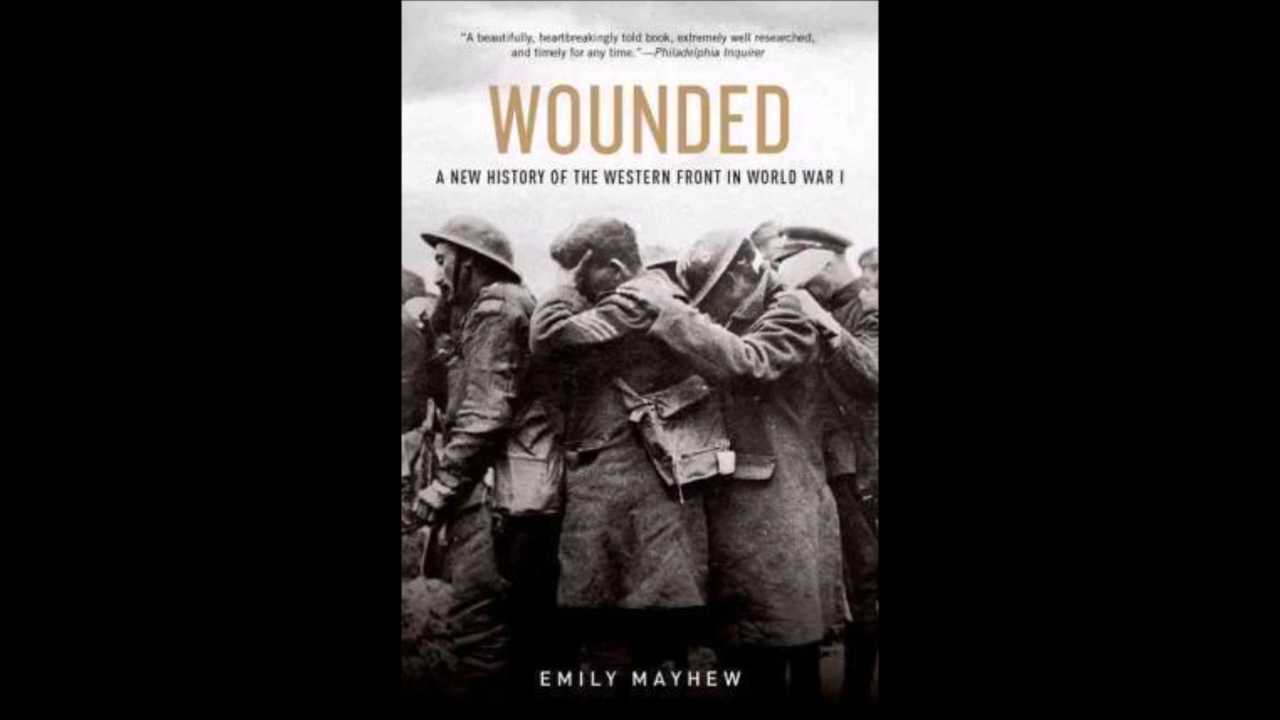 "A beautifully, heartbreakingly told book, extremely well researched,
and timely for any time."—Philadelphia Inquirer
WOUNDED
A NEW HISTORY OF THE WESTERN FRONT IN WORLD WAR I
EMILY MAYHEW